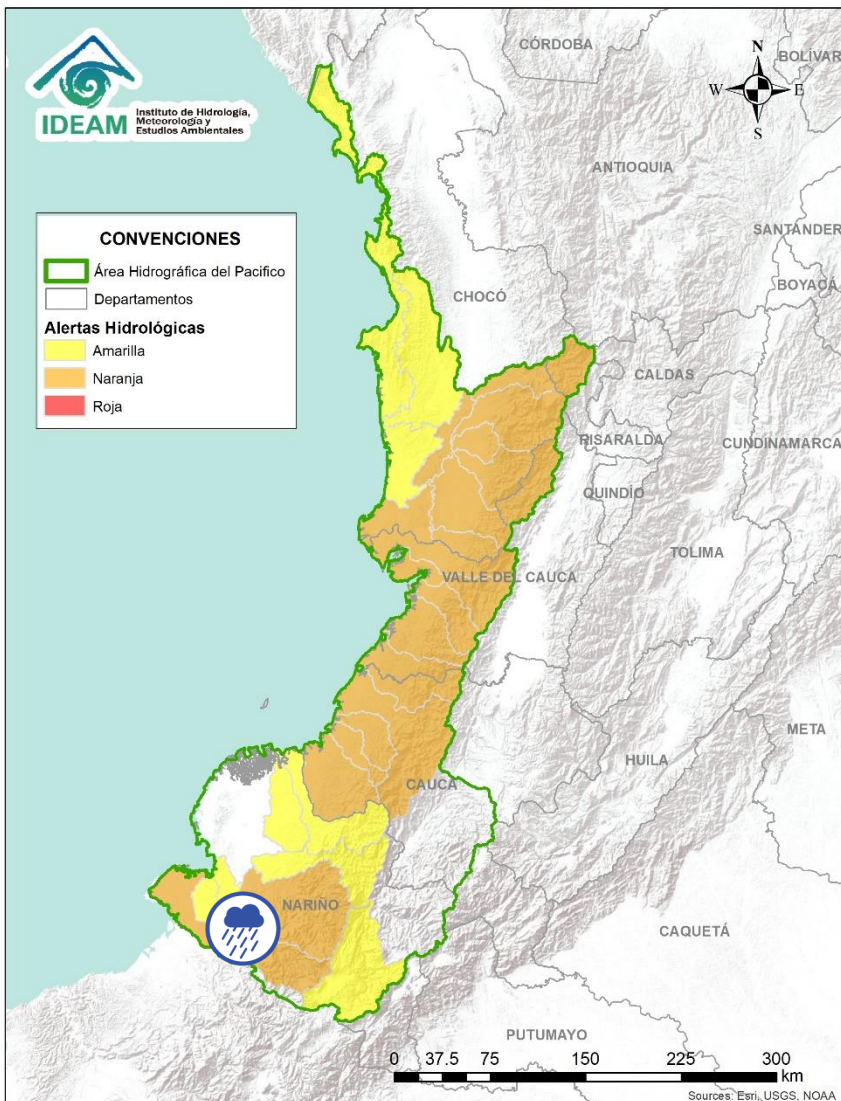 IDEAM
Instituto de Hidrología,
Meteorología y
Estudios Ambientales
N
W
E
S
CÓRDOBA
BOLÍVAR
ANTIOQUIA
SANTANDER
BOYACÁ
CHOCÓ
CALDAS
RISARALDA
CUNDINAMARCA
QUINDÍO
TOLIMA
VALLE DEL CAUCA
META
HUILA
CAUCA
NARIÑO
CAQUETÁ
PUTUMAYO
CONVENCIONES
Área Hidrográfica del Pacifico
Departamentos
Alertas Hidrológicas
Amarilla
Naranja
Roja
0 37.5 75 150 225 300
km
Sources: Esri, USGS, NOAA